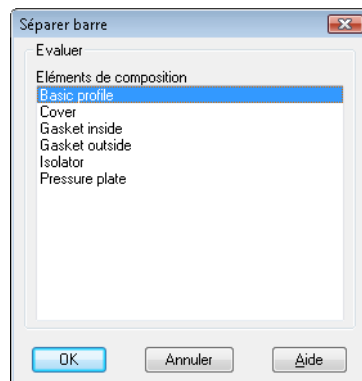 Séparer barre
Evaluer
Eléments de composition
Basic profile
Cover
Gasket inside
Gasket outside
Isolator
Pressure plate
OK
Annuler
Aide